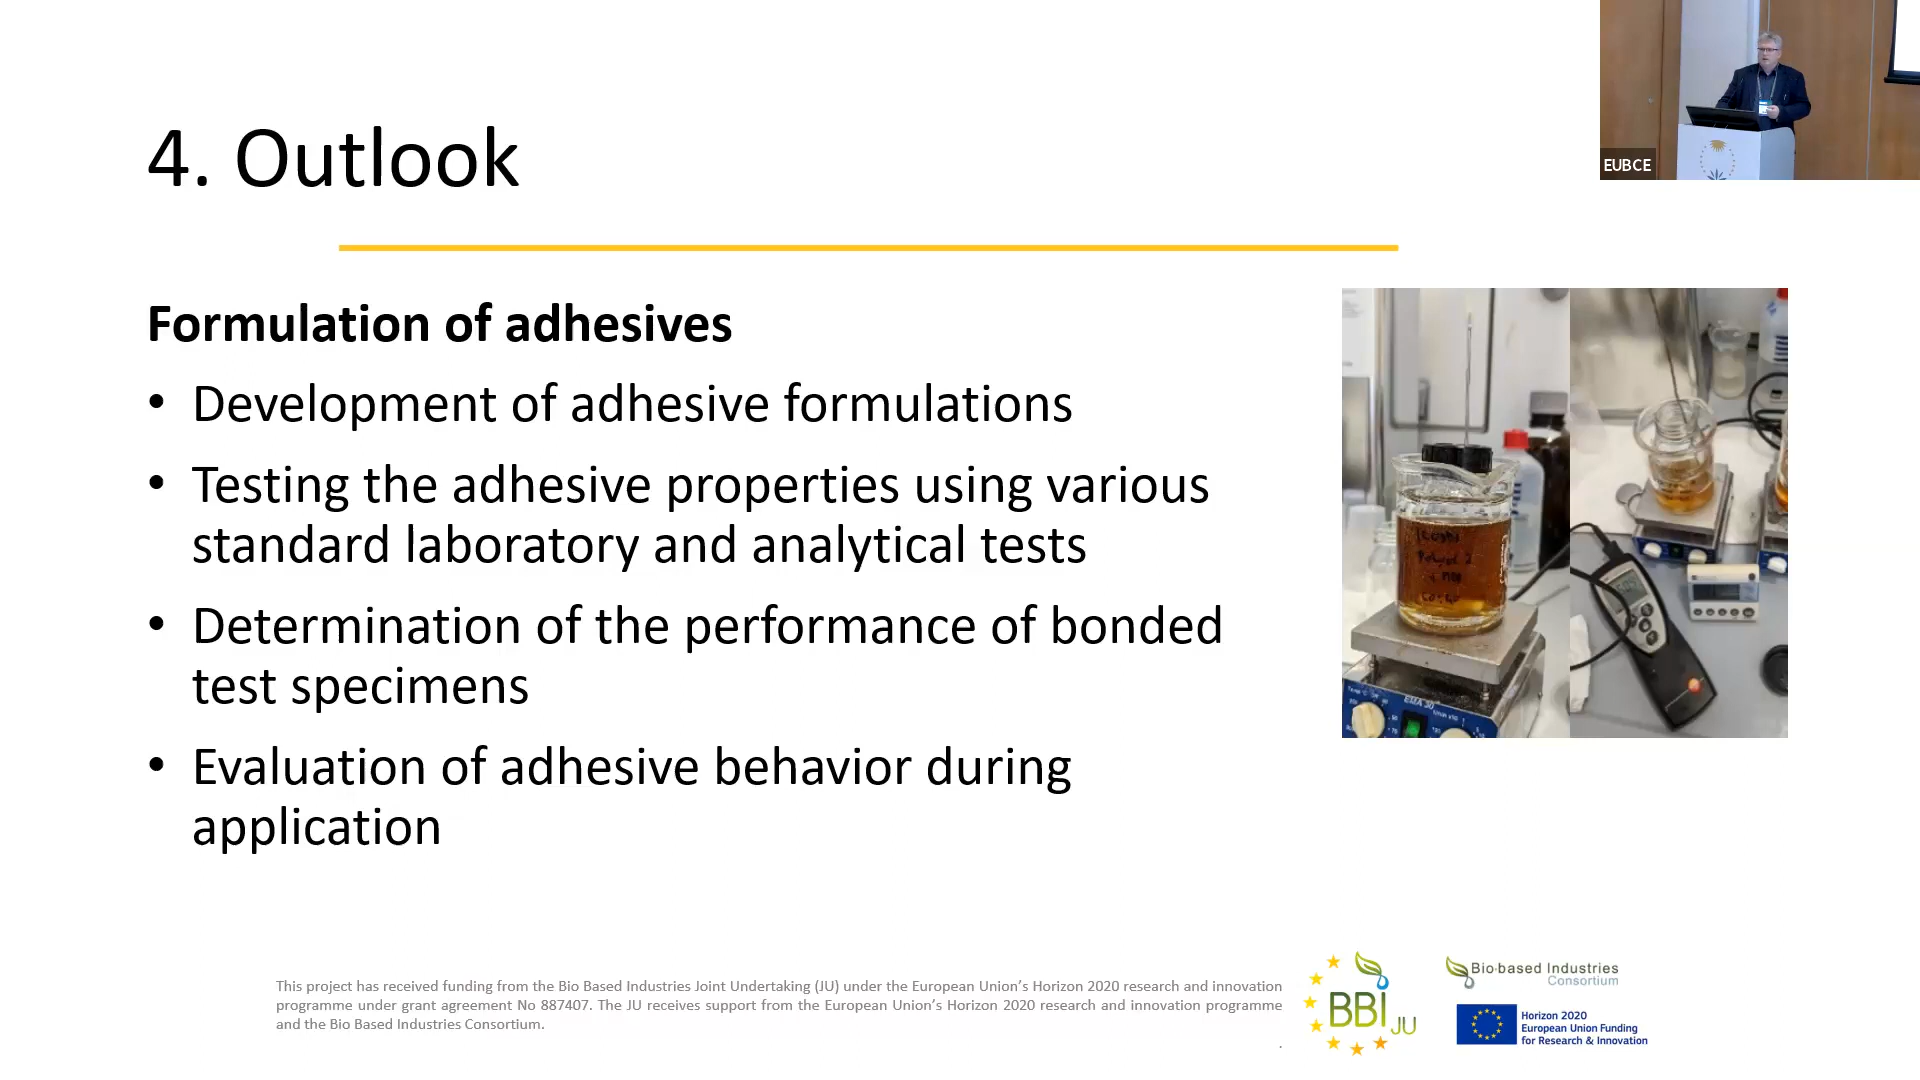 EUBCE
4. Outlook
Formulation of adhesives
• Development of adhesive formulations
• Testing the adhesive properties using various
standard laboratory and analytical tests
• Determination of the performance of bonded
test specimens
• Evaluation of adhesive behavior during
application
EMA 30
This project has received funding from the Bio Based Industries Joint Undertaking (JU) under the European Union's Horizon 2020 research and innovation
programme under grant agreement No 887407. The JU receives support from the European Union's Horizon 2020 research and innovation programme
and the Bio Based Industries Consortium.
.
BBI JU
Bio-based Industries
Consortium
Horizon 2020
European Union Funding
for Research & Innovation